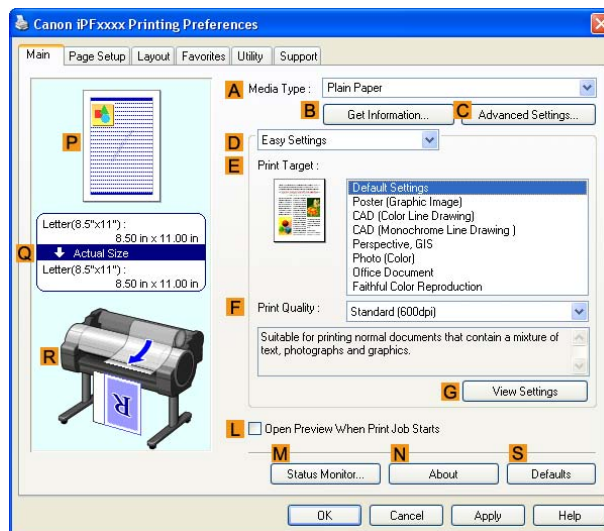 Canon iPFxxxx Printing Preferences
Main Page Setup Layout Favorites Utility Support
A Media Type : Plain Paper
B Get Information... C Advanced Settings...
D Easy Settings
E Print Target :
Default Settings
Poster (Graphic Image)
CAD (Color Line Drawing)
CAD (Monochrome Line Drawing )
Perspective, GIS
Photo (Color)
Office Document
Faithful Color Reproduction
F Print Quality : Standard (600dpi)
Suitable for printing normal documents that contain a mixture of
text, photographs and graphics.
G View Settings
P
Q
Letter(8.5"x11") :
8.50 in x 11.00 in
Actual Size
Letter(8.5"x11") :
8.50 in x 11.00 in
R
R
L Open Preview When Print Job Starts
M Status Monitor... N About S Defaults
OK Cancel Apply Help